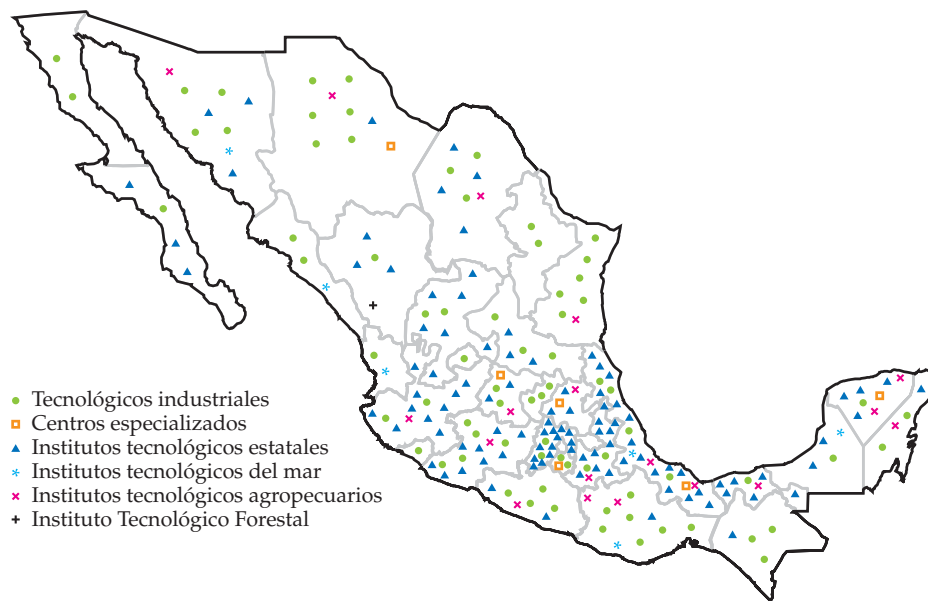 Tecnológicos industriales
Centros especializados
Institutos tecnológicos estatales
Institutos tecnológicos del mar
Institutos tecnológicos agropecuarios
Instituto Tecnológico Forestal